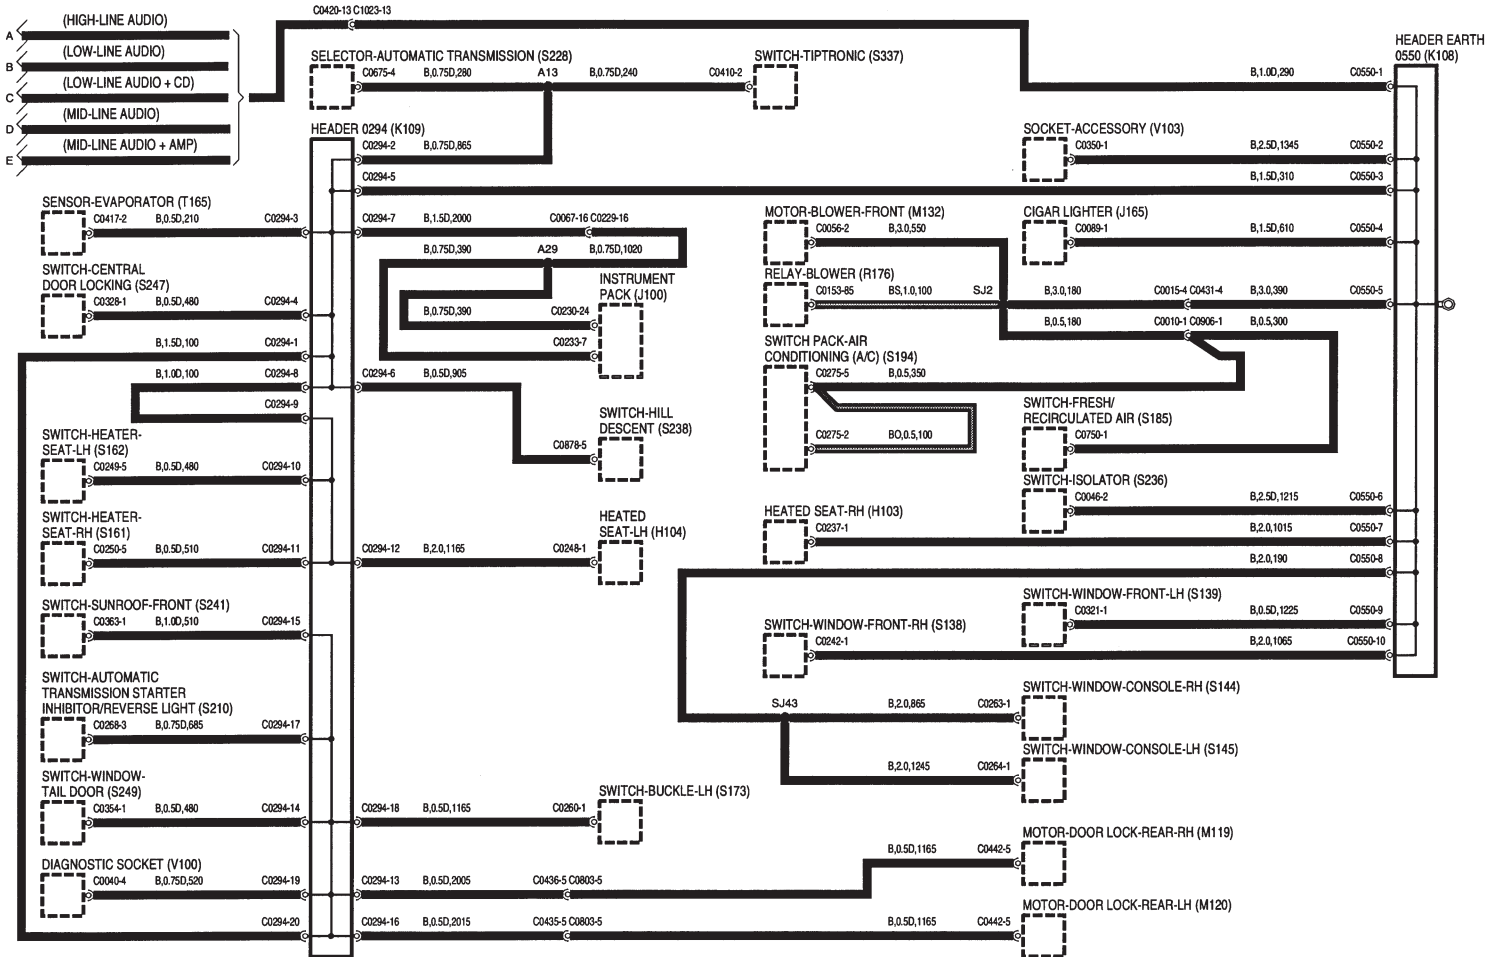 C0420-13 C1023-13
(HIGH-LINE AUDIO)
A
(LOW-LINE AUDIO)
B
(LOW-LINE AUDIO + CD)
C
(MID-LINE AUDIO)
D
(MID-LINE AUDIO + AMP)
E
SELECTOR-AUTOMATIC TRANSMISSION (S228)
C0675-4 B,0.75D,280 A13 B,0.75D,240 C0410-2
SWITCH-TIPTRONIC (S337)
HEADER EARTH
0550 (K108)
B,1.0D,290 C0550-1
HEADER 0294 (K109)
C0294-2 B,0.75D,865
SOCKET-ACCESSORY (V103)
C0350-1 B,2.5D,1345 C0550-2
C0294-5 B,1.5D,310 C0550-3
SENSOR-EVAPORATOR (T165)
C0417-2 B,0.5D,210 C0294-3
C0294-7 B,1.5D,2000 C0067-16 C0229-16
B,0.75D,390 A29 B,0.75D,1020
MOTOR-BLOWER-FRONT (M132)
C0056-2 B,3.0,550
CIGAR LIGHTER (J165)
C0089-1 B,1.5D,610 C0550-4
SWITCH-CENTRAL
DOOR LOCKING (S247)
C0328-1 B,0.5D,480 C0294-4
INSTRUMENT
PACK (J100)
B,0.75D,390 C0230-24
C0233-7
RELAY-BLOWER (R176)
C0153-85 BS,1.0,100 SJ2 B,3.0,180 C0015-4 C0431-4 B,3.0,390 C0550-5
B,0.5,180 C0010-1 C0906-1 B,0.5,300
B,1.5D,100 C0294-1
SWITCH PACK-AIR
CONDITIONING (A/C) (S194)
C0275-5 B,0.5,350
B,1.0D,100 C0294-8
C0294-6 B,0.5D,905
C0294-9
SWITCH-HILL
DESCENT (S238)
C0878-5
C0275-2 BO,0.5,100
SWITCH-FRESH/
RECIRCULATED AIR (S185)
C0750-1
SWITCH-HEATER-
SEAT-LH (S162)
C0249-5 B,0.5D,480 C0294-10
SWITCH-ISOLATOR (S236)
C0046-2 B,2.5D,1215 C0550-6
SWITCH-HEATER-
SEAT-RH (S161)
C0250-5 B,0.5D,510 C0294-11
HEATED
SEAT-LH (H104)
C0294-12 B,2.0,1165 C0248-1
HEATED SEAT-RH (H103)
C0237-1 B,2.0,1015 C0550-7
B,2.0,190 C0550-8
SWITCH-SUNROOF-FRONT (S241)
C0363-1 B,1.0D,510 C0294-15
SWITCH-WINDOW-FRONT-LH (S139)
C0321-1 B,0.5D,1225 C0550-9
SWITCH-WINDOW-FRONT-RH (S138)
C0242-1 B,2.0,1065 C0550-10
SWITCH-AUTOMATIC
TRANSMISSION STARTER
INHIBITOR/REVERSE LIGHT (S210)
C0268-3 B,0.75D,685 C0294-17
SWITCH-WINDOW-CONSOLE-RH (S144)
SJ43 B,2.0,865 C0263-1
SWITCH-WINDOW-CONSOLE-LH (S145)
B,2.0,1245 C0264-1
SWITCH-WINDOW-
TAIL DOOR (S249)
C0354-1 B,0.5D,480 C0294-14
SWITCH-BUCKLE-LH (S173)
C0294-18 B,0.5D,1165 C0260-1
MOTOR-DOOR LOCK-REAR-RH (M119)
B,0.5D,1165 C0442-5
DIAGNOSTIC SOCKET (V100)
C0040-4 B,0.75D,520 C0294-19
C0294-13 B,0.5D,2005 C0436-5 C0803-5
MOTOR-DOOR LOCK-REAR-LH (M120)
C0294-20
C0294-16 B,0.5D,2015 C0435-5 C0803-5 B,0.5D,1165 C0442-5